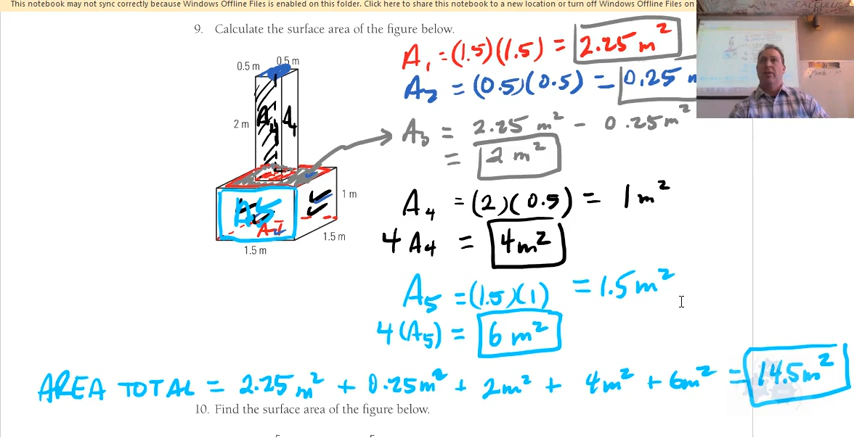 This notebook may not sync correctly because Windows Offline Files is enabled on this folder. Click here to share this notebook to a new location or turn off Windows Offline Files on
9. Calculate the surface area of the figure below.
A₁ = (1.5)(1.5) = 2.25 m²
0.5 m 0.5 m
A₂ = (0.5)(0.5) = 0.25 m
2 m
A₄ A₄
A₃ = 2.25 m² - 0.25 m²
= 2 m²
1 m
A₄ = (2)(0.5) = 1 m²
A5
4 A₄ = 4m²
1.5 m
1.5 m
A₅ = (1.5)(1) = 1.5 m²
4(A₅) = 6 m²
AREA TOTAL = 2.25 m² + 0.25 m² + 2m² + 4m² + 6m² = 14.5m²
10. Find the surface area of the figure below.